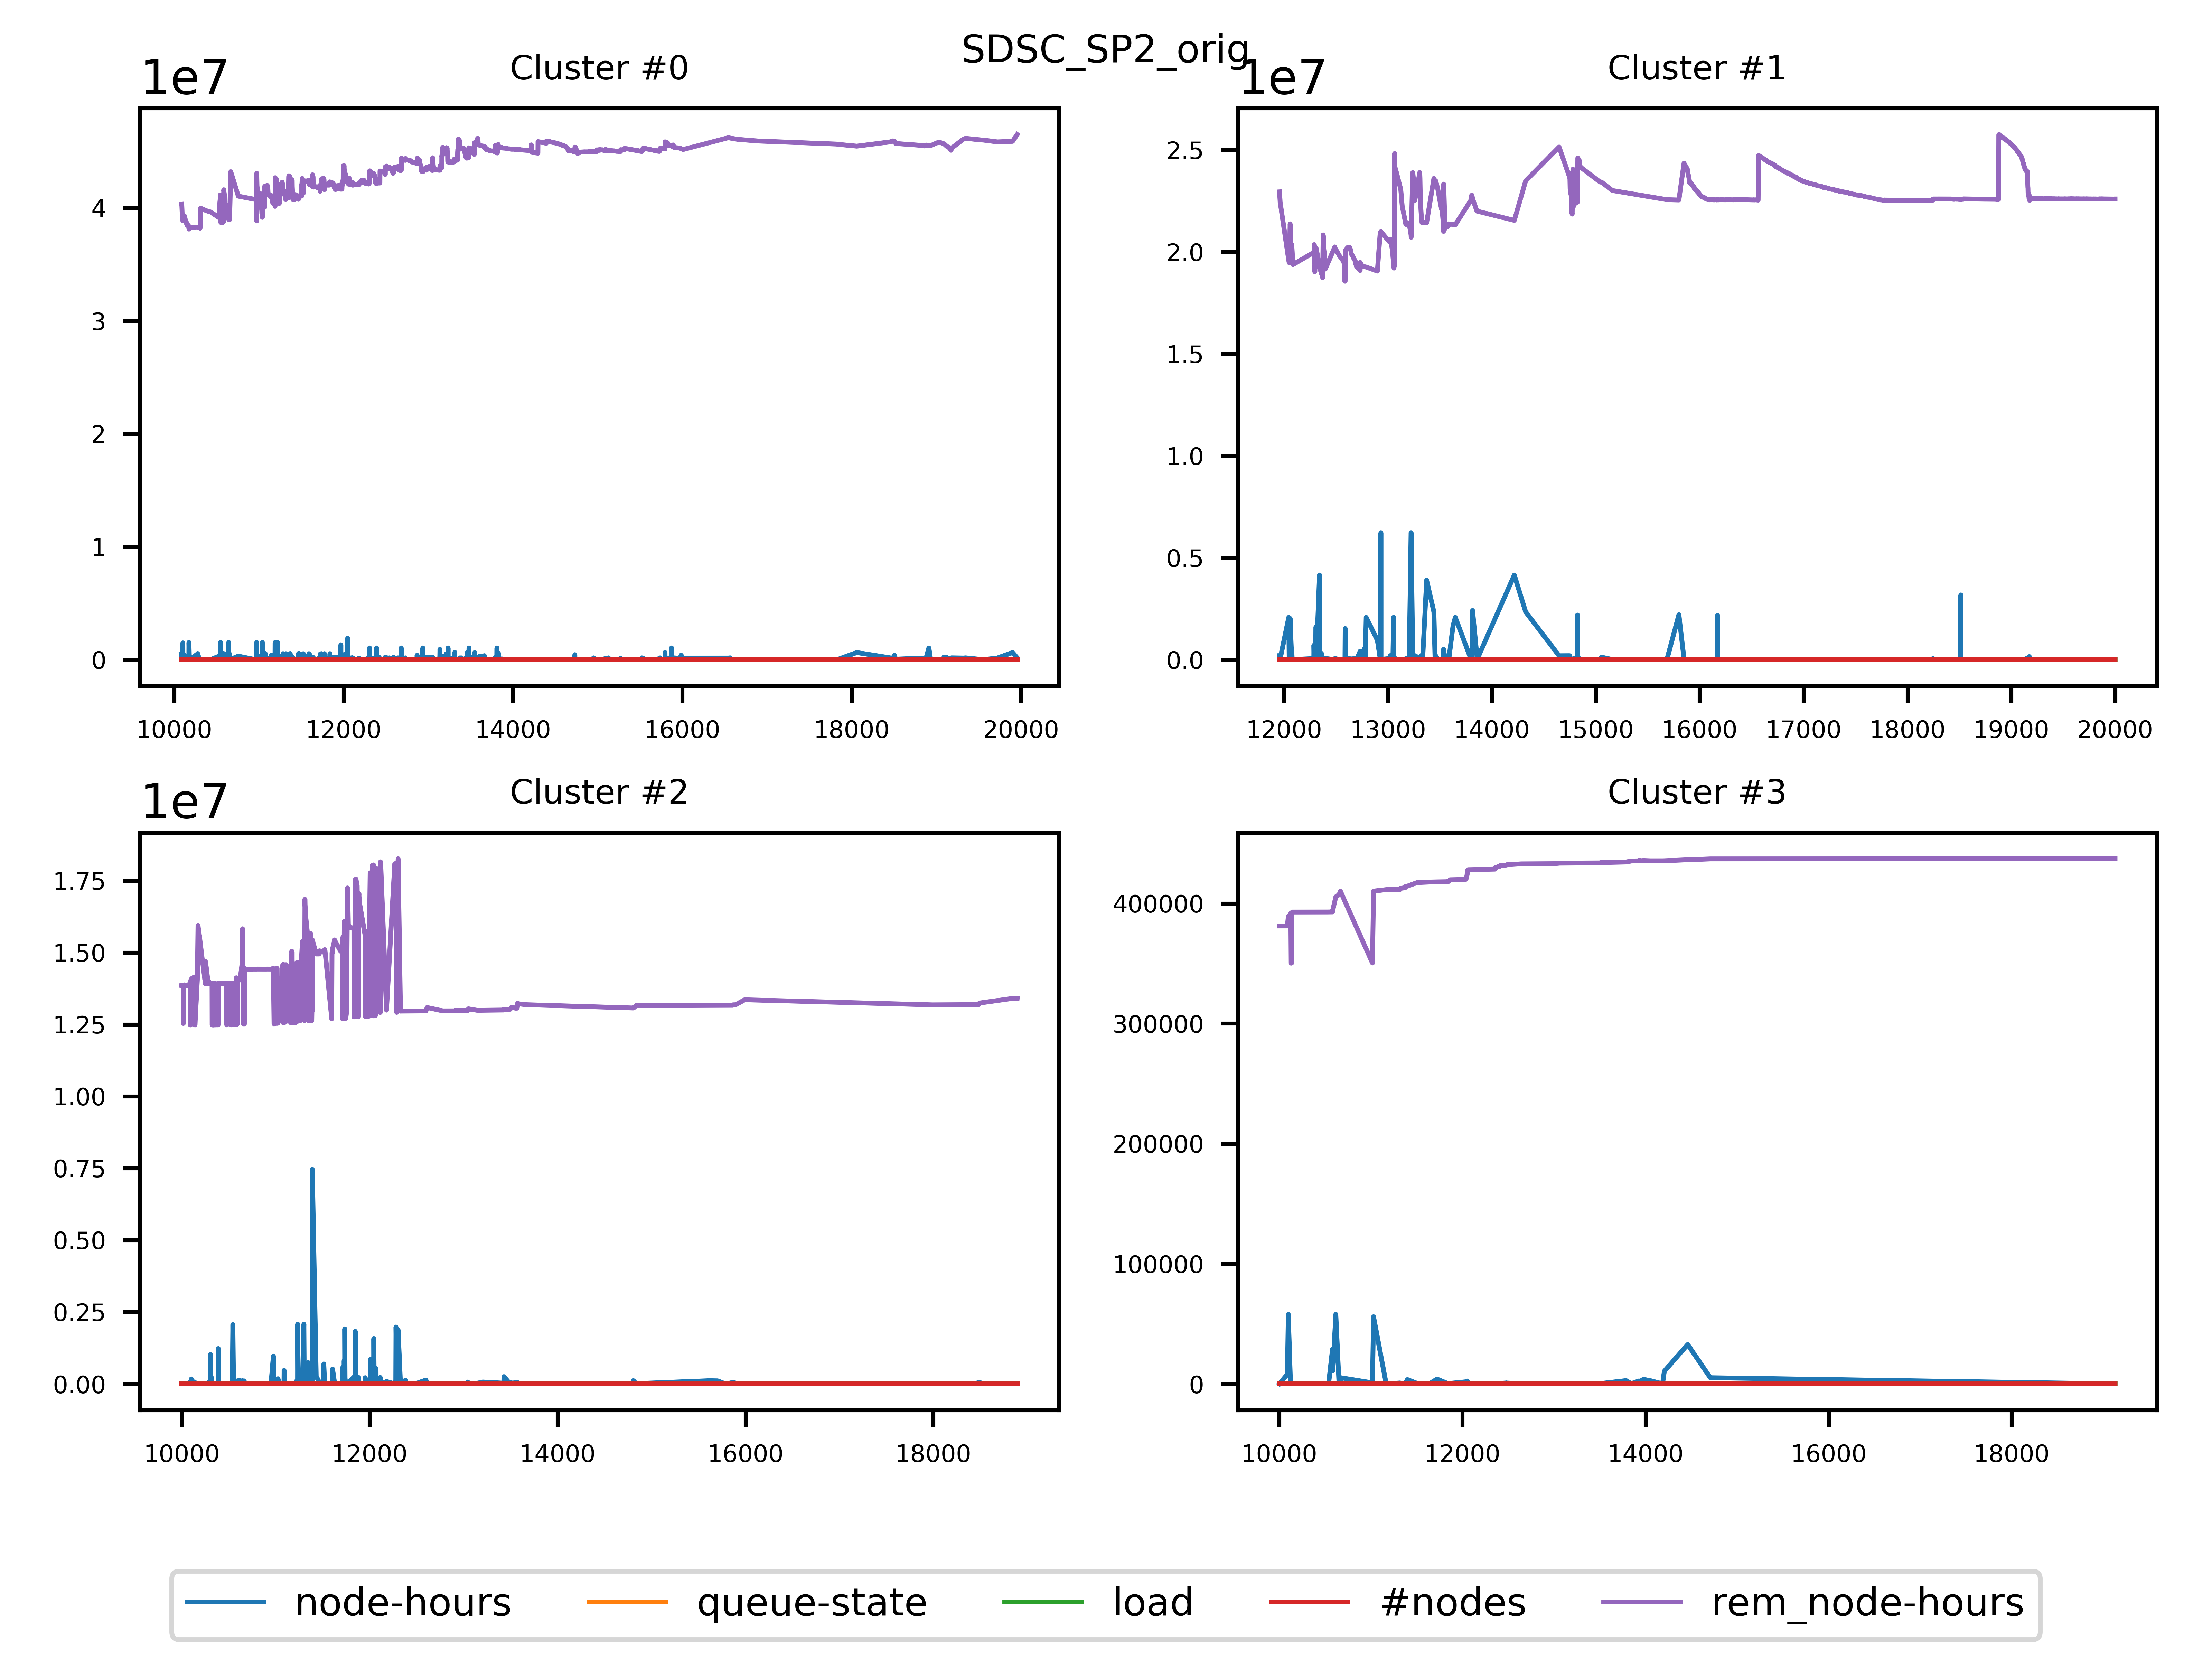 SDSC_SP2_orig
Cluster #0
1e7
4
3
2
1
0
10000 12000 14000 16000 18000 20000
Cluster #1
1e7
2.5
2.0
1.5
1.0
0.5
0.0
12000 13000 14000 15000 16000 17000 18000 19000 20000
Cluster #2
1e7
1.75
1.50
1.25
1.00
0.75
0.50
0.25
0.00
10000 12000 14000 16000 18000
Cluster #3
400000
300000
200000
100000
0
10000 12000 14000 16000 18000
node-hours queue-state load #nodes rem_node-hours